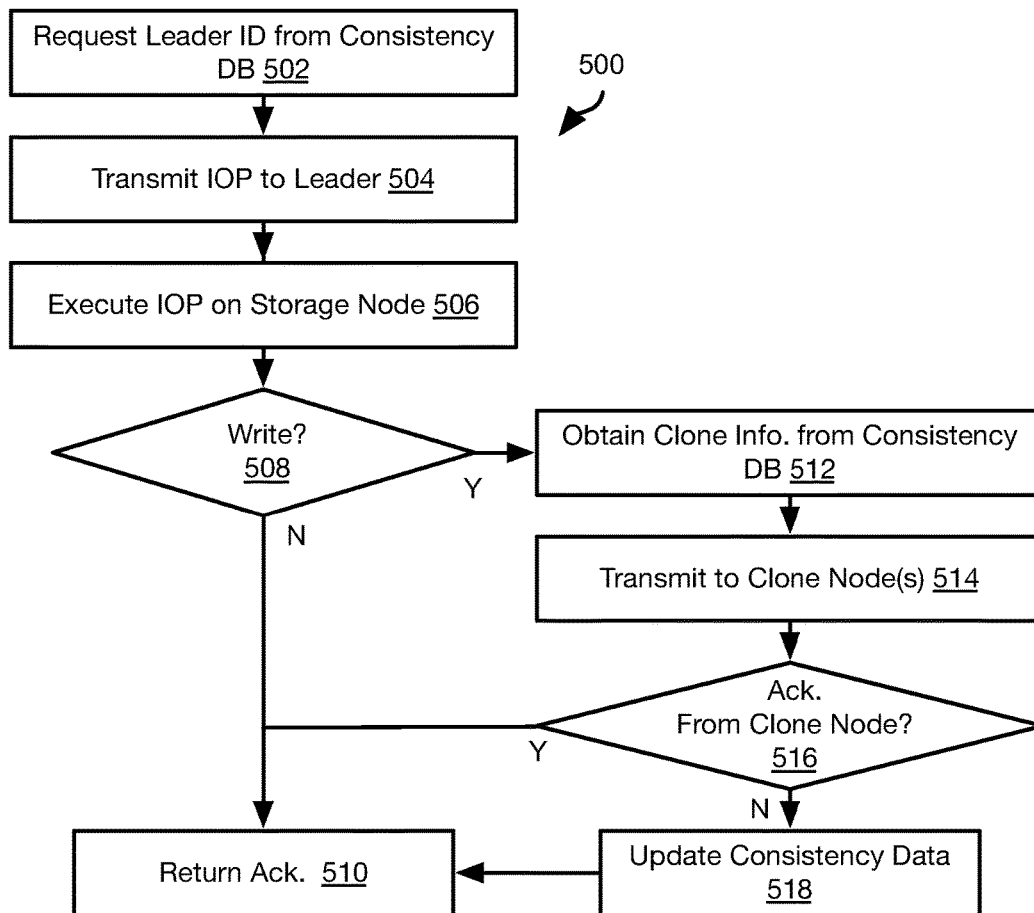 Request Leader ID from Consistency
DB 502
500
Transmit IOP to Leader 504
Execute IOP on Storage Node 506
Write?
508
Y
N
Obtain Clone Info. from Consistency
DB 512
Transmit to Clone Node(s) 514
Ack.
From Clone Node?
516
Y
N
Return Ack. 510
Update Consistency Data
518